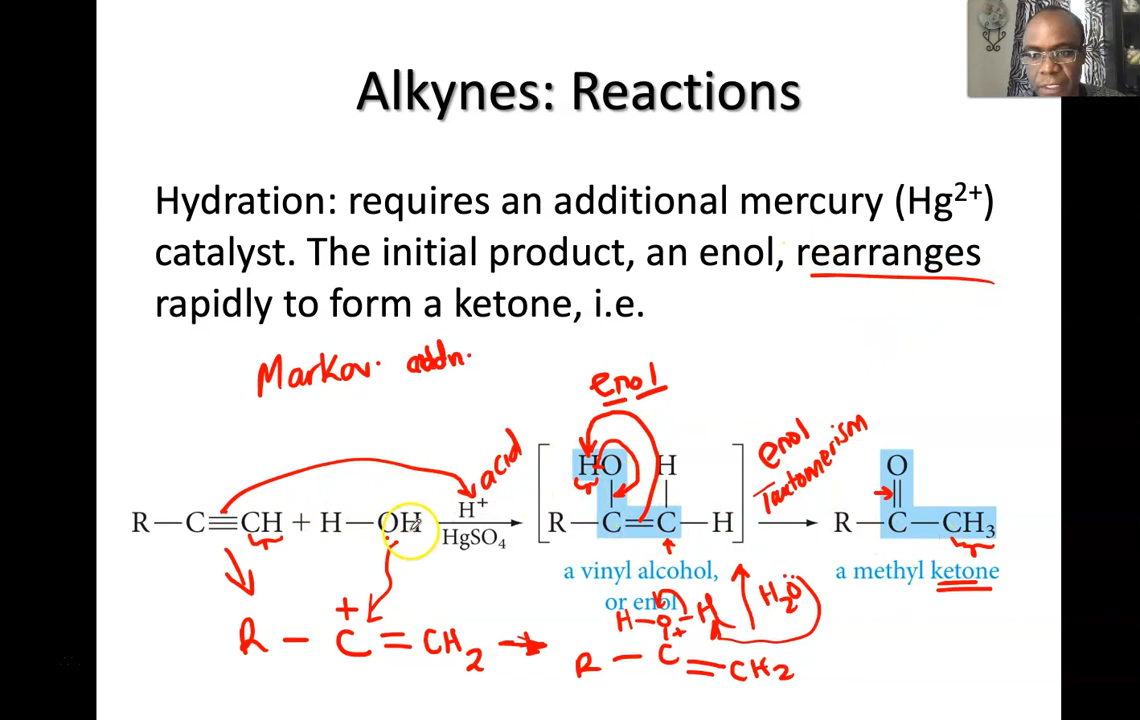 Alkynes: Reactions
Hydration: requires an additional mercury (Hg²⁺)
catalyst. The initial product, an enol, rearranges
rapidly to form a ketone, i.e.
Markov. addn.
enol
acid
enol
Tautomerism
R—C≡CH + H—OH
H⁺
HgSO₄
HO
H
R—C=C—H
O
R—C—CH₃
a vinyl alcohol,
or enol
a methyl ketone
+
R — C = CH₂
H₂Ö
H—O—H
+
R — C = CH₂